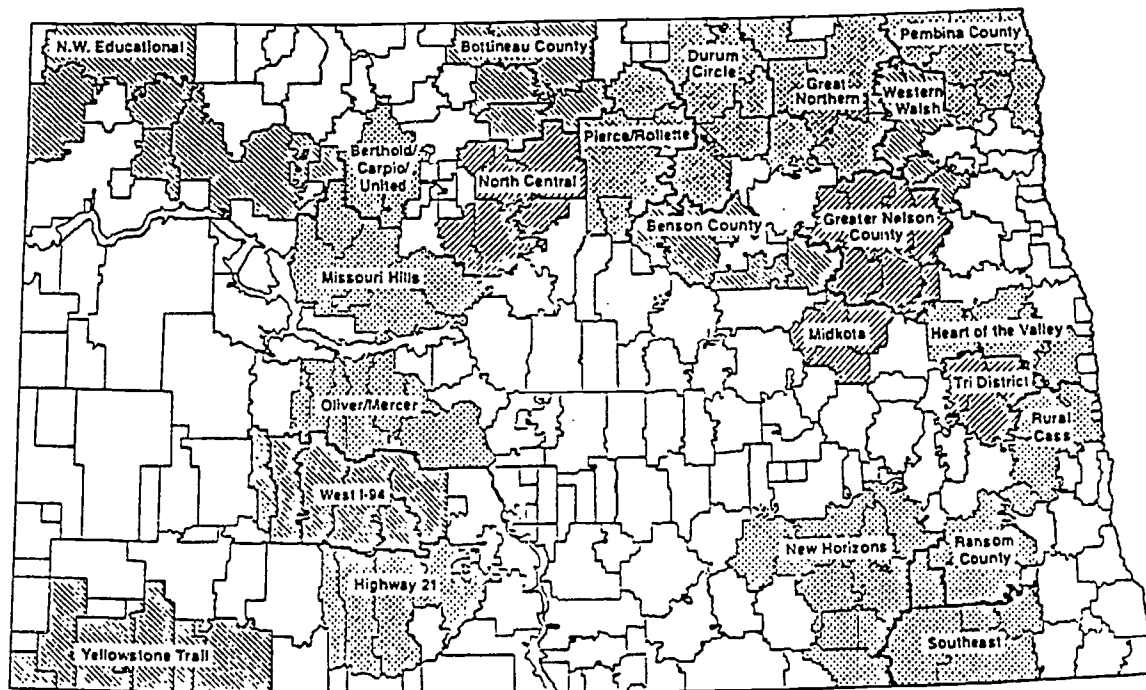 N.W. Educational
Bottineau County
Durum
Circle
Pembina County
Great
Northern
Western
Walsh
Berthold/
Carpio/
United
Pierce/Rollette
North Central
Benson County
Greater Nelson
County
Missouri Hills
Midkota
Heart of the Valley
Oliver/Mercer
Tri District
Rural
Cass
West I-94
New Horizons
Ransom
County
Highway 21
Yellowstone Trail
Southeast